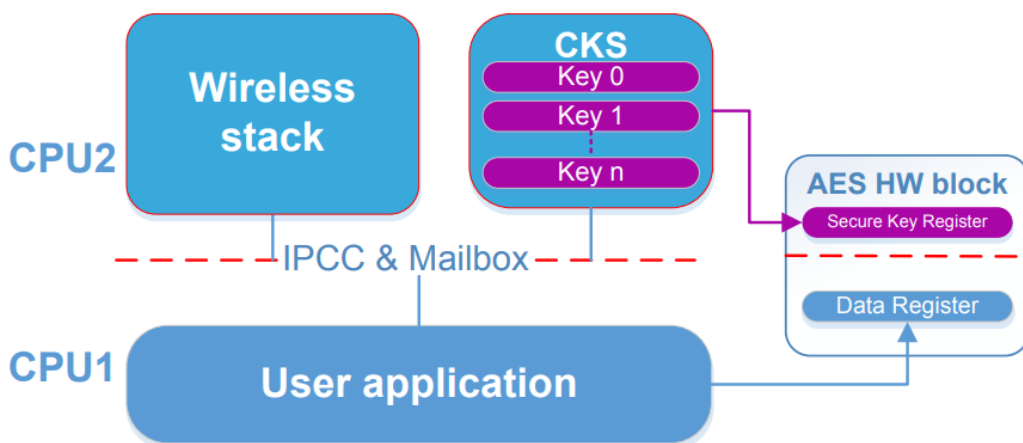 Wireless
stack
CKS
Key 0
Key 1
Key n
CPU2
AES HW block
Secure Key Register
IPCC & Mailbox
Data Register
CPU1
User application